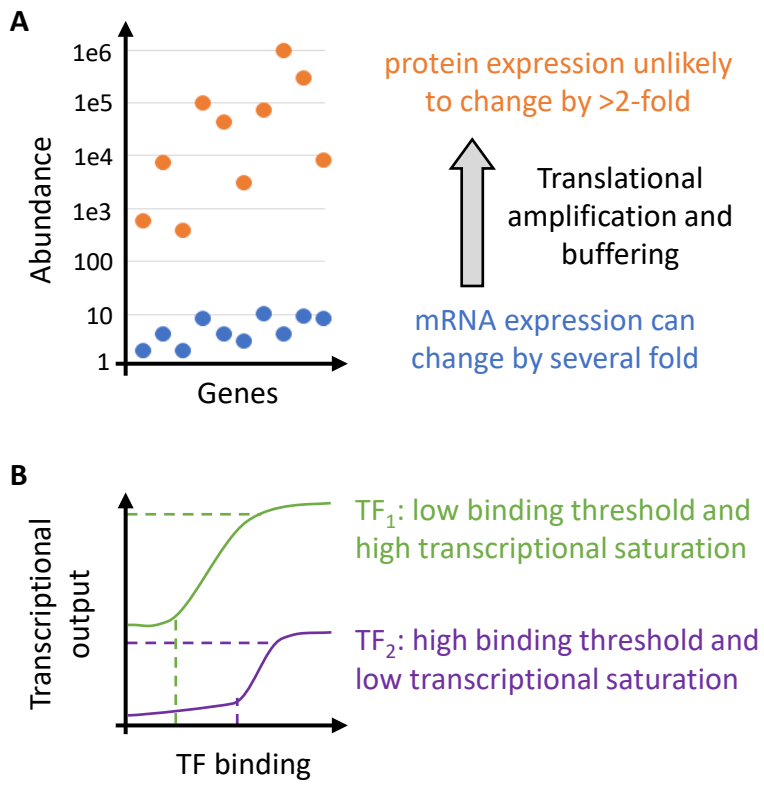 A
Abundance
1e6
1e5
1e4
1e3
100
10
1
Genes
protein expression unlikely
to change by >2-fold
Translational
amplification and
buffering
mRNA expression can
change by several fold
B
Transcriptional
output
TF binding
TF₁: low binding threshold and
high transcriptional saturation
TF₂: high binding threshold and
low transcriptional saturation